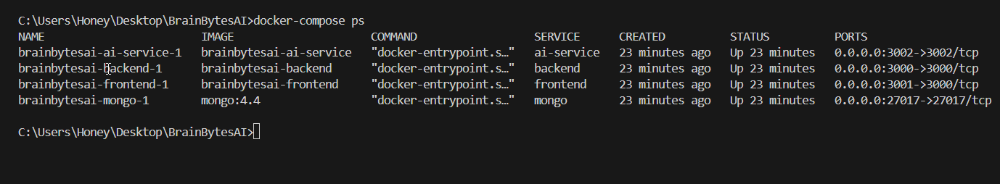 C:\Users\Honey\Desktop\BrainBytesAI>docker-compose ps
NAME IMAGE COMMAND SERVICE CREATED STATUS PORTS
brainbytesai-ai-service-1 brainbytesai-ai-service "docker-entrypoint.s…" ai-service 23 minutes ago Up 23 minutes 0.0.0.0:3002->3002/tcp
brainbytesai-backend-1 brainbytesai-backend "docker-entrypoint.s…" backend 23 minutes ago Up 23 minutes 0.0.0.0:3000->3000/tcp
brainbytesai-frontend-1 brainbytesai-frontend "docker-entrypoint.s…" frontend 23 minutes ago Up 23 minutes 0.0.0.0:3001->3000/tcp
brainbytesai-mongo-1 mongo:4.4 "docker-entrypoint.s…" mongo 23 minutes ago Up 23 minutes 0.0.0.0:27017->27017/tcp
C:\Users\Honey\Desktop\BrainBytesAI>